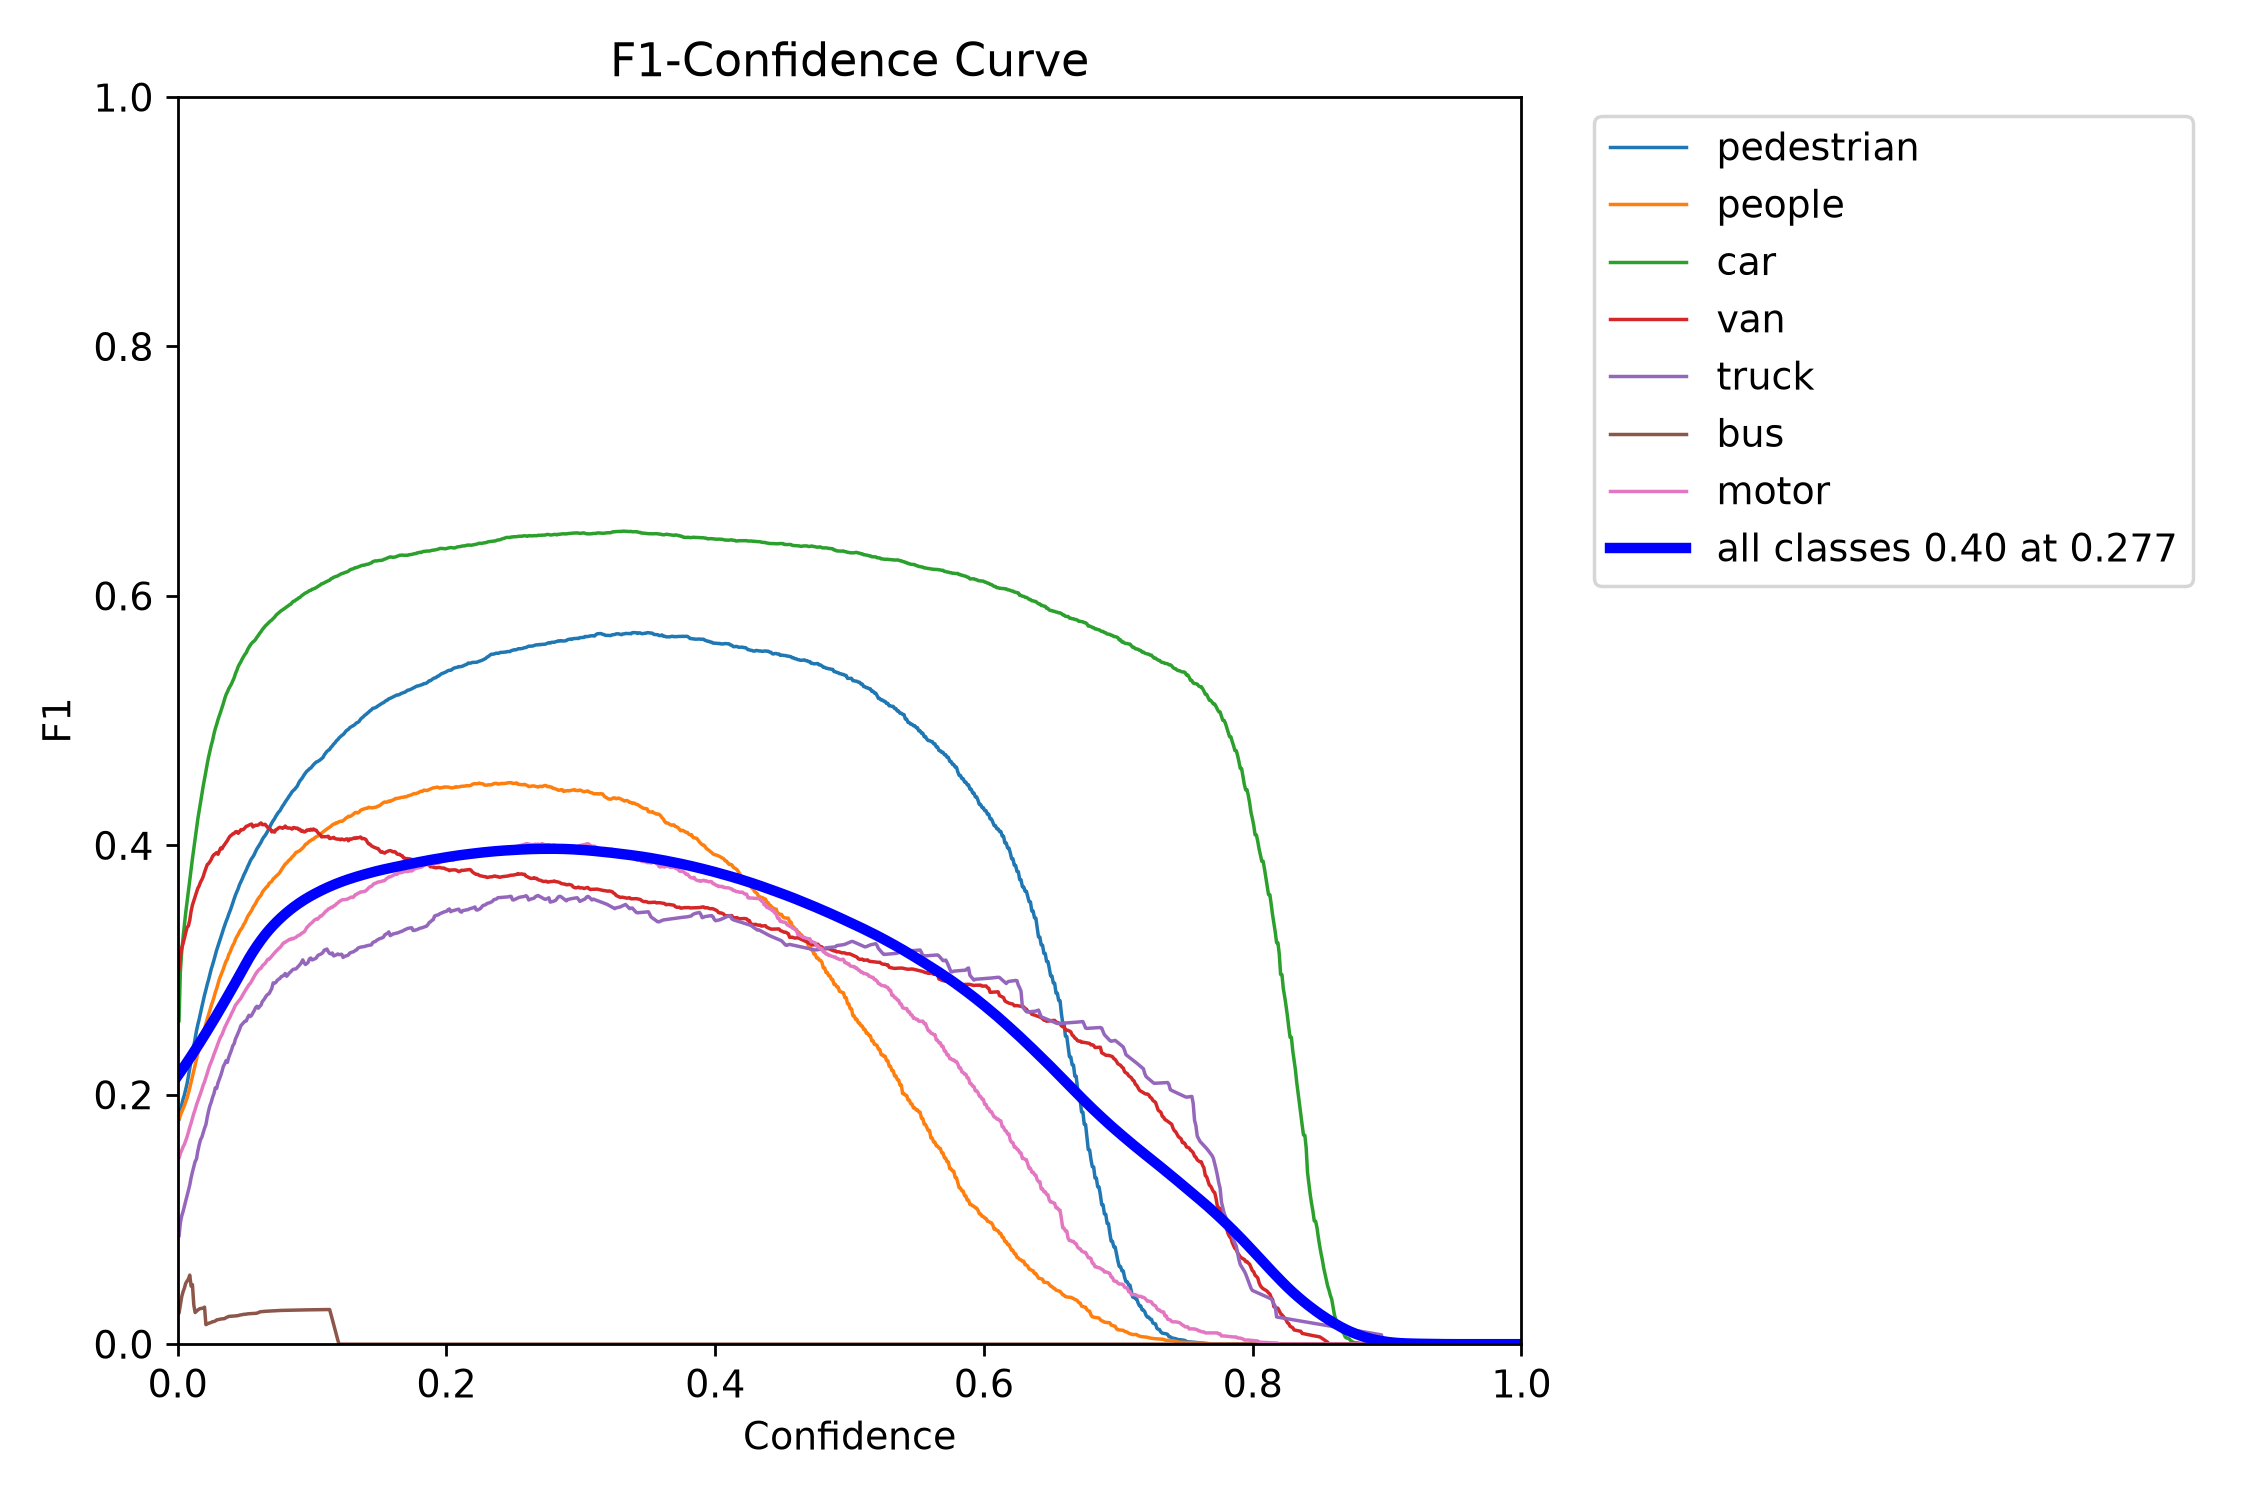 F1-Confidence Curve
1.0
0.8
0.6
0.4
0.2
0.0
F1
0.0 0.2 0.4 0.6 0.8 1.0
Confidence
pedestrian
people
car
van
truck
bus
motor
all classes 0.40 at 0.277